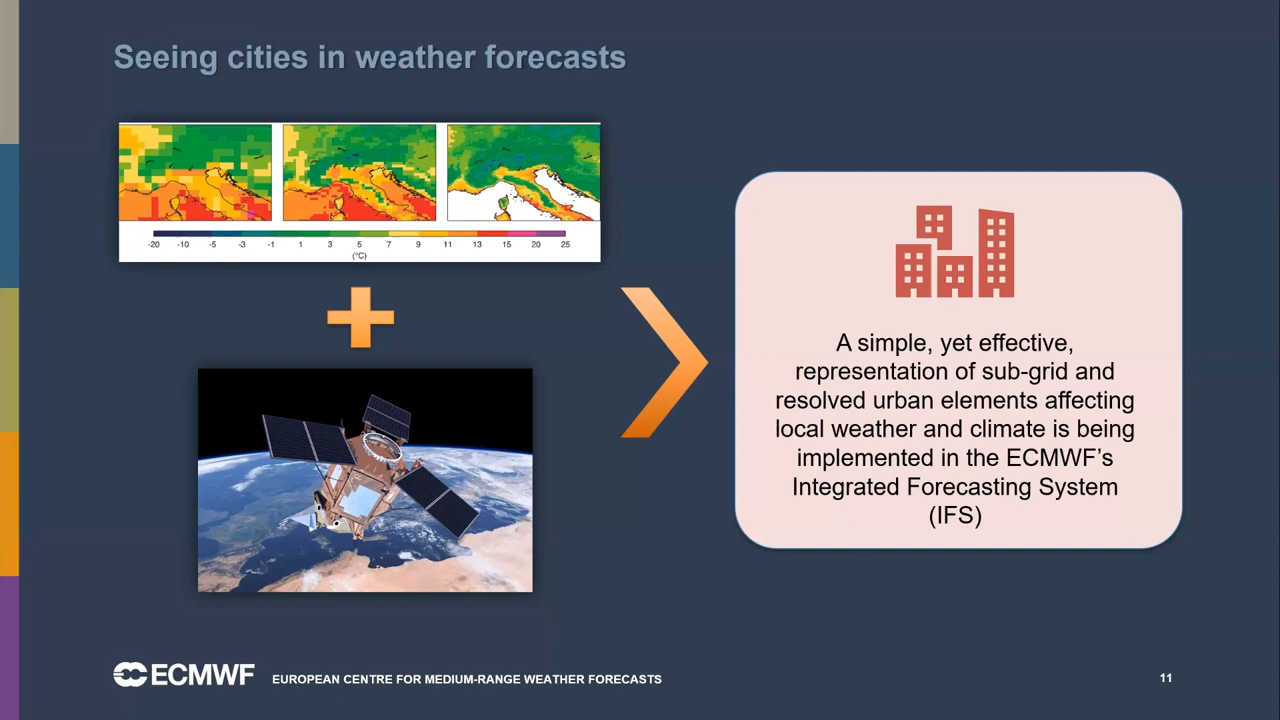 Seeing cities in weather forecasts
-20 -10 -5 -3 -1 1 3 5 7 9 11 13 15 20 25
(°C)
A simple, yet effective,
representation of sub-grid and
resolved urban elements affecting
local weather and climate is being
implemented in the ECMWF’s
Integrated Forecasting System
(IFS)
ECMWF EUROPEAN CENTRE FOR MEDIUM-RANGE WEATHER FORECASTS 11